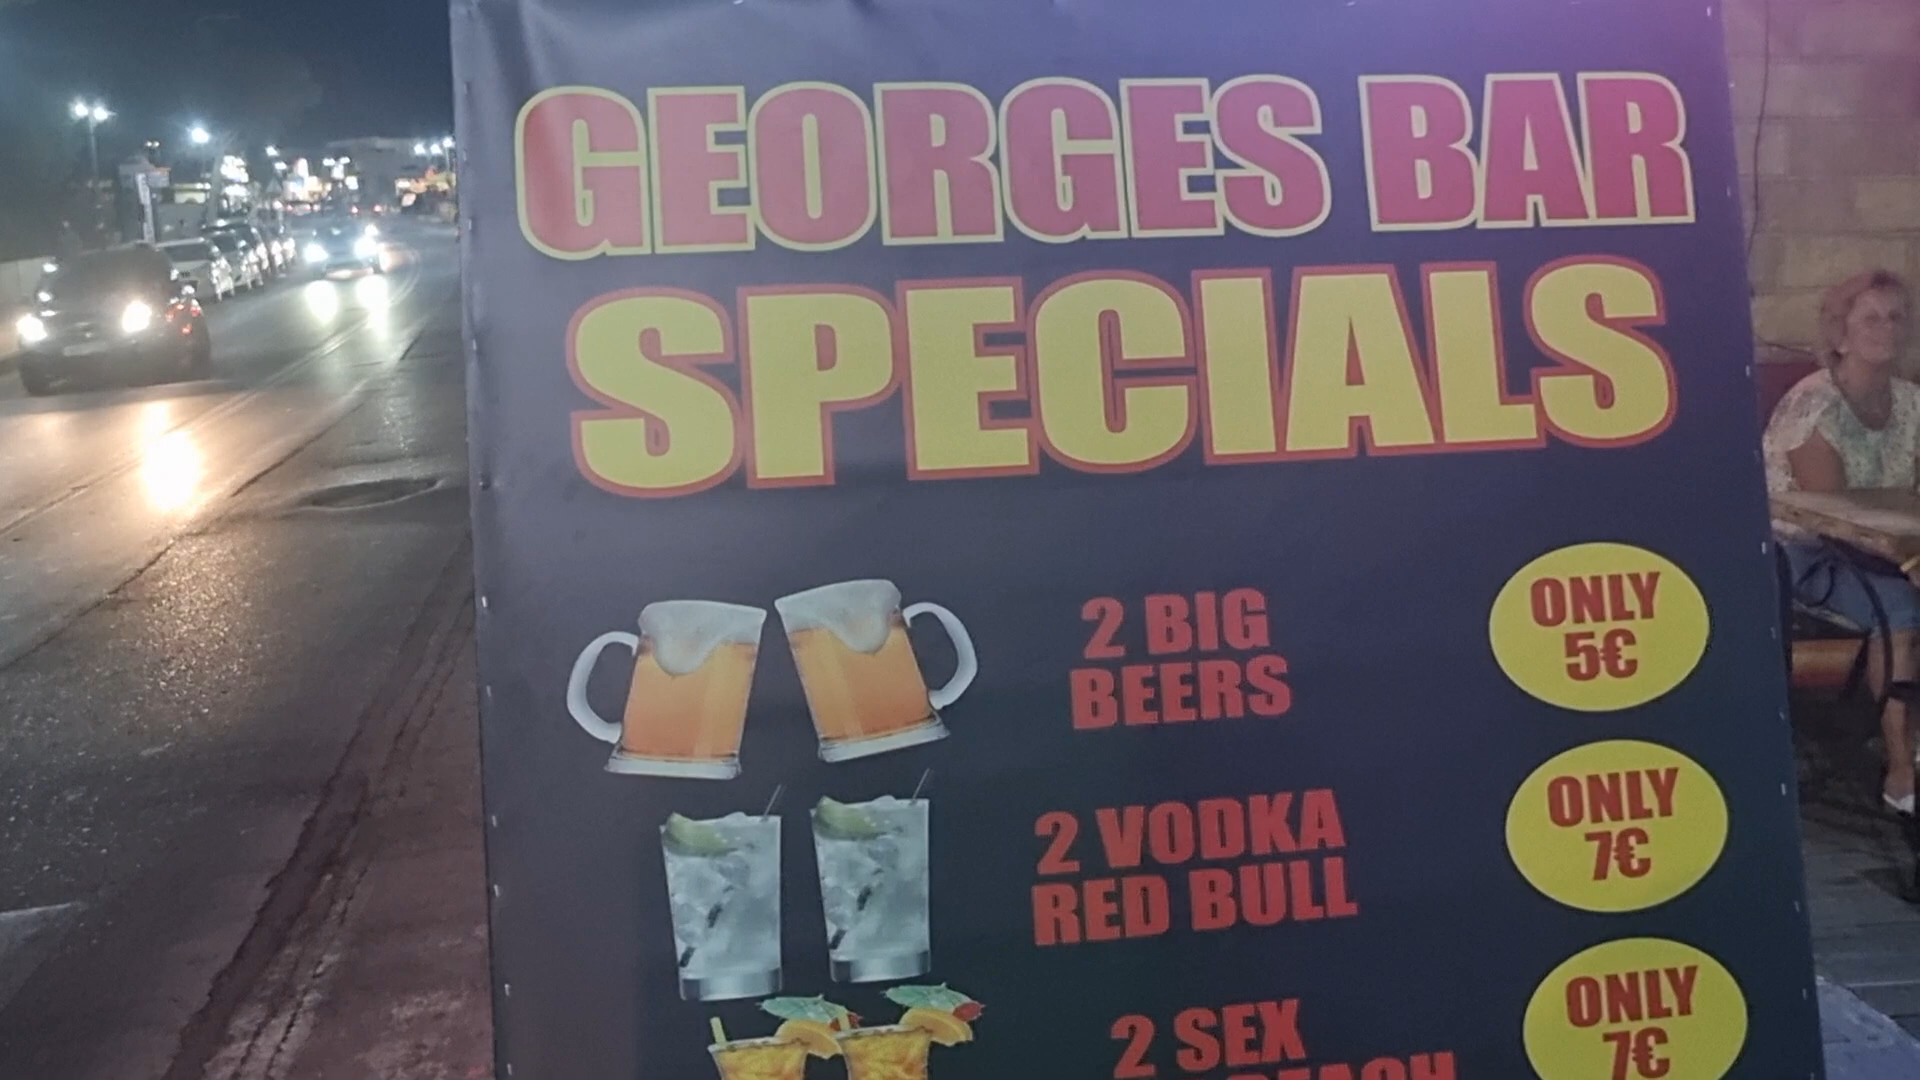 GEORGES BAR
SPECIALS
2 BIG
BEERS
ONLY
5€
2 VODKA
RED BULL
ONLY
7€
2 SEX
ONLY
7€